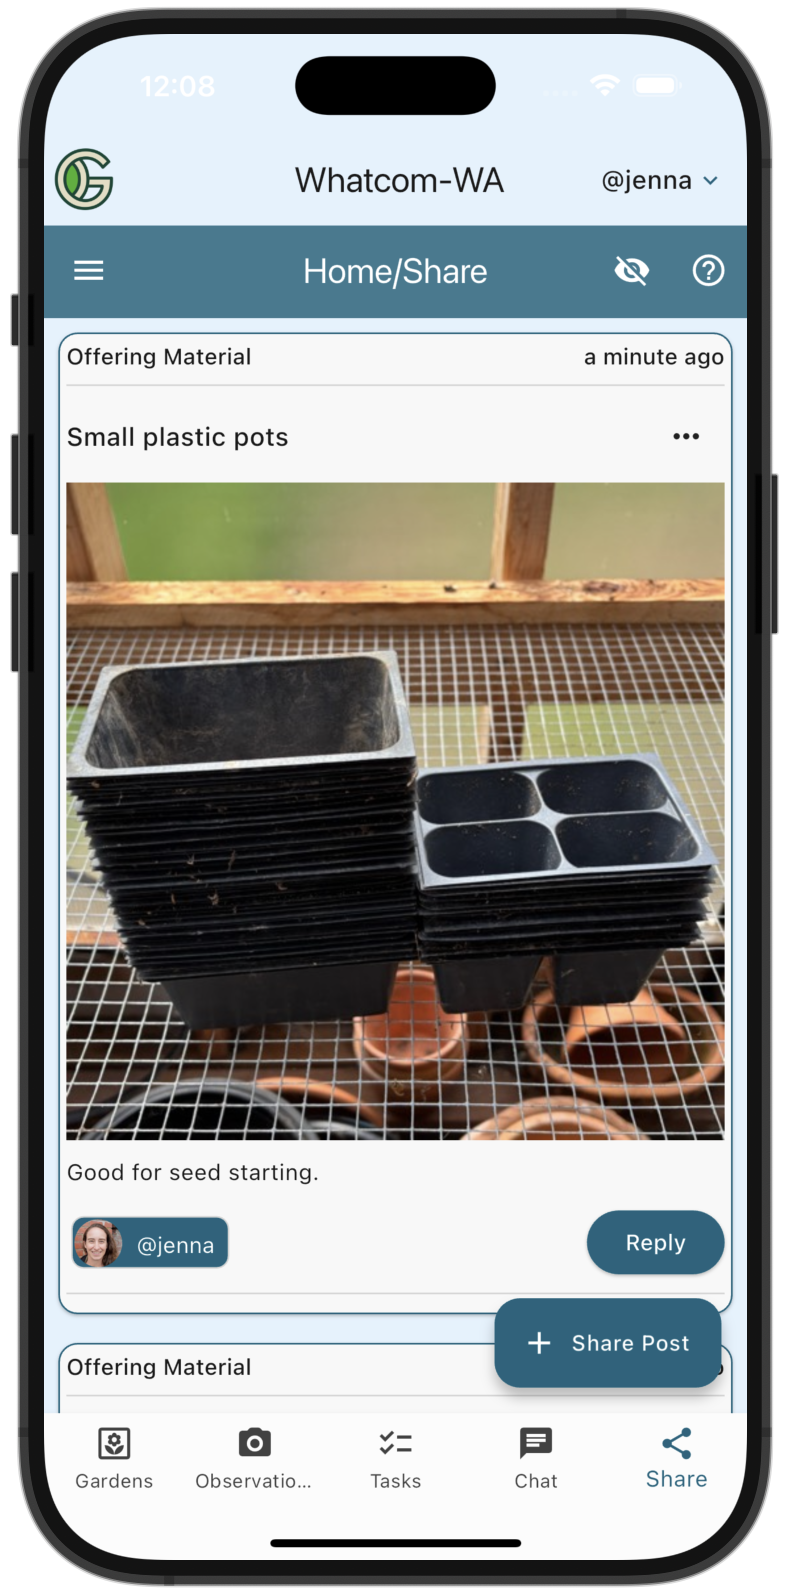 12:08
Whatcom-WA
@jenna
Home/Share
Offering Material
a minute ago
Small plastic pots
Good for seed starting.
@jenna
Reply
Share Post
Offering Material
Gardens
Observatio...
Tasks
Chat
Share